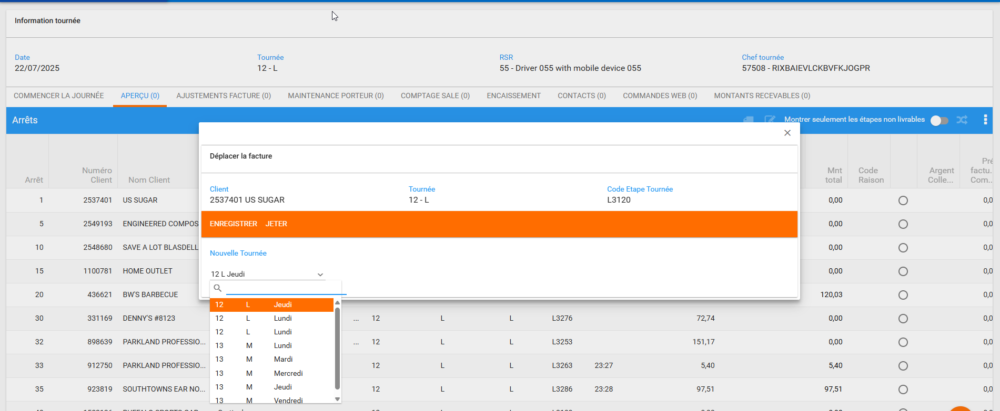 Information tournée
Date Tournée RSR Chef tournée
22/07/2025 12 - L 55 - Driver 055 with mobile device 055 57508 - RIXBAIEVLCKBVFKJOGPR
COMMENCER LA JOURNÉE APERÇU (0) AJUSTEMENTS FACTURE (0) MAINTENANCE PORTEUR (0) COMPTAGE SALE (0) ENCAISSEMENT CONTACTS (0) COMMANDES WEB (0) MONTANTS RECEVABLES (0)
Arrêts Montrer seulement les étapes non livrables
Déplacer la facture
Client Tournée Code Etape Tournée
2537401 US SUGAR 12 - L L3120
ENREGISTRER JETER
Nouvelle Tournée
12 L Jeudi
12 L Jeudi
12 L Lundi
12 L Lundi
13 M Lundi
13 M Mardi
13 M Mercredi
13 M Jeudi
13 M Vendredi
Arrêt Numéro Client Nom Client Mnt total Code Raison Argent Colle... Pré factu. Com...
1 2537401 US SUGAR 0,00 0,0
5 2549193 ENGINEERED COMPOS 0,00 0,0
10 2548680 SAVE A LOT BLASDELL 0,00 0,0
15 1100781 HOME OUTLET 0,00 0,0
20 436621 BW'S BARBECUE 120,03 0,0
30 331169 DENNY'S #8123 ... 12 L L L3276 72,74 0,00 0,0
32 898639 PARKLAND PROFESSIO... ... 12 L L L3253 151,17 0,00 0,0
33 912750 PARKLAND PROFESSIO... 12 L L L3263 23:27 5,40 5,40 0,0
35 923819 SOUTHTOWNS EAR NO... 12 L L L3286 23:28 97,51 97,51 0,0